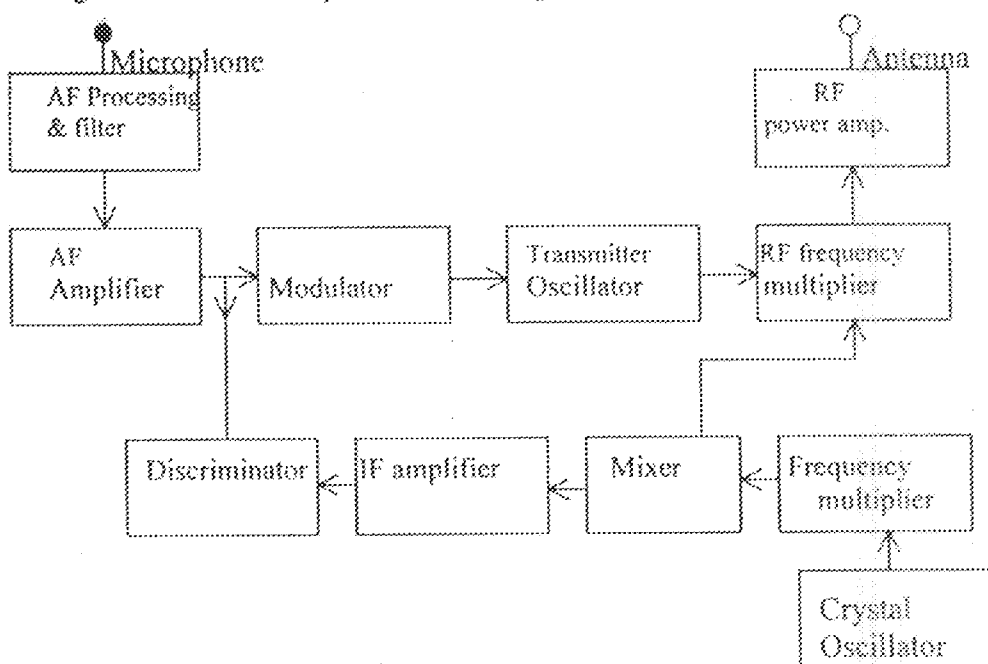 Microphone
Antenna
AF Processing
& filter
RF
power amp.
AF
Amplifier
Modulator
Transmitter
Oscillator
RF frequency
multiplier
Discriminator
IF amplifier
Mixer
Frequency
multiplier
Crystal
Oscillator